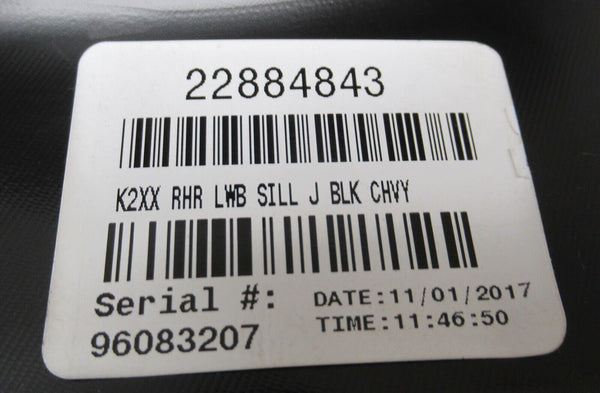 22884843
K2XX RHR LWB SILL J BLK CHVY
Serial #:
96083207
DATE:11/01/2017
TIME:11:46:50